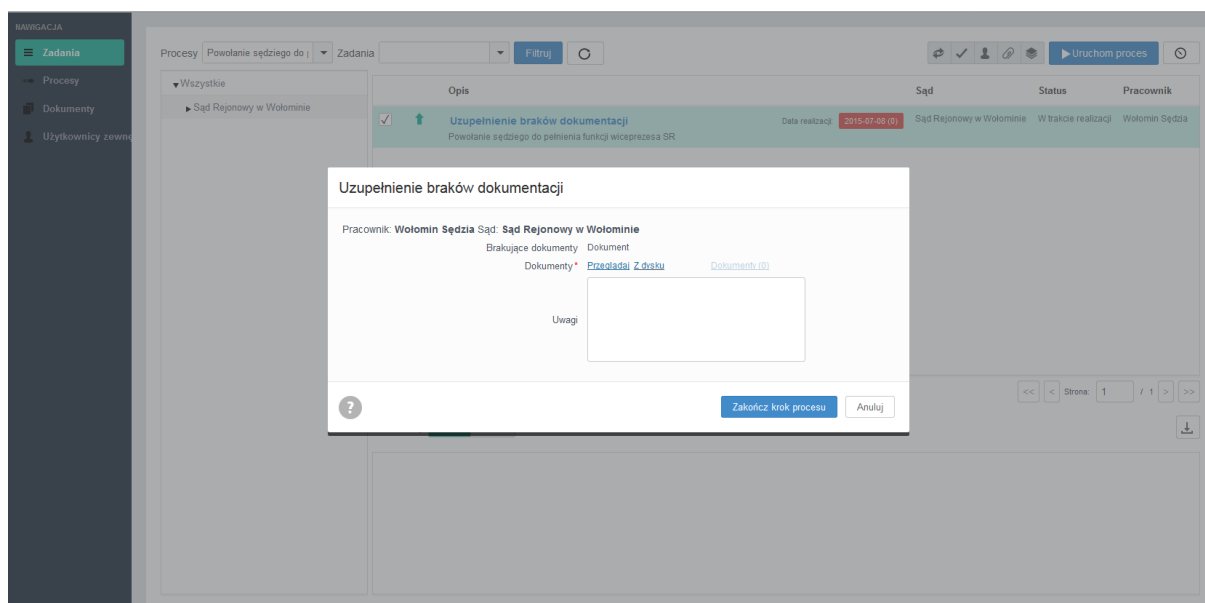 NAWIGACJA
Zadania
Procesy
Dokumenty
Użytkownicy zewnę
Procesy Powołanie sędziego do p Zadania Filtruj
Uruchom proces
Wszystkie
Sąd Rejonowy w Wołominie
Opis Sąd Status Pracownik
Uzupełnienie braków dokumentacji Data realizacji: 2015-07-08 (0) Sąd Rejonowy w Wołominie W trakcie realizacji Wołomin Sędzia
Powołanie sędziego do pełnienia funkcji wiceprezesa SR
Uzupełnienie braków dokumentacji
Pracownik: Wołomin Sędzia Sąd: Sąd Rejonowy w Wołominie
Brakujące dokumenty Dokument
Dokumenty* Przeglądaj Z dysku Dokumenty (0)
Uwagi
? Zakończ krok procesu Anuluj
<< < Strona: 1 / 1 > >>